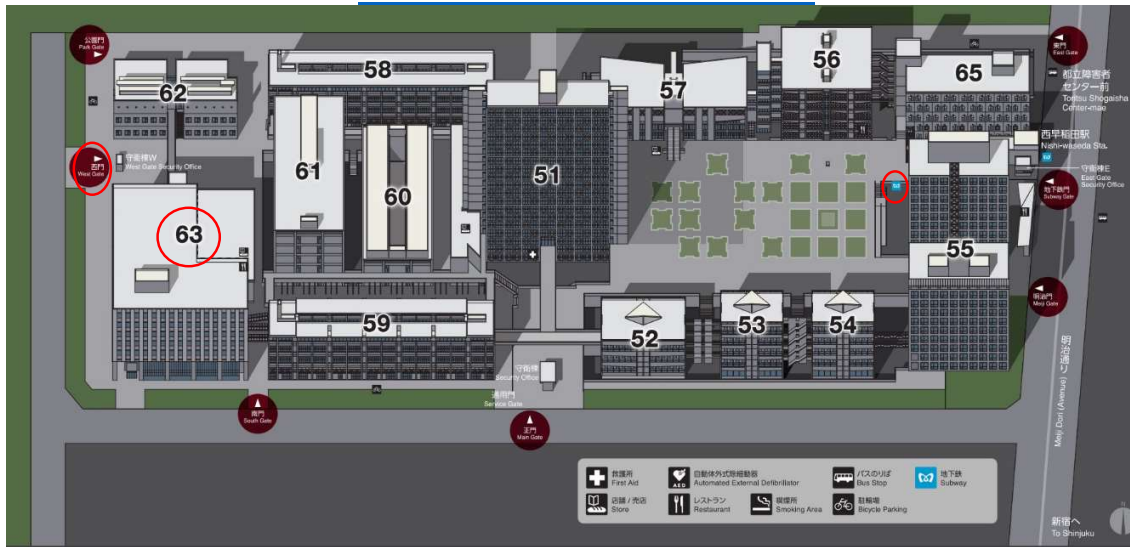 公園門
Park Gate
58
56
東門
East Gate
62
57
65
都立障害者
センター前
Toritsu Shogaisha
Center-mae
西早稲田駅
Nishi-waseda Sta.
守衛棟W
West Gate Security Office
西門
West Gate
61
60
51
守衛棟E
East Gate
Security Office
地下鉄門
Subway Gate
63
55
明治門
Meiji Gate
59
52
53
54
守衛棟
Security Office
通用門
Service Gate
南門
South Gate
正門
Main Gate
明治通り
Meiji Dori (Avenue)
救護所
First Aid
自動体外式除細動器
Automated External Defibrillator
AED
バスのりば
Bus Stop
地下鉄
Subway
店舗 / 売店
Store
レストラン
Restaurant
喫煙所
Smoking Area
駐輪場
Bicycle Parking
新宿へ
To Shinjuku